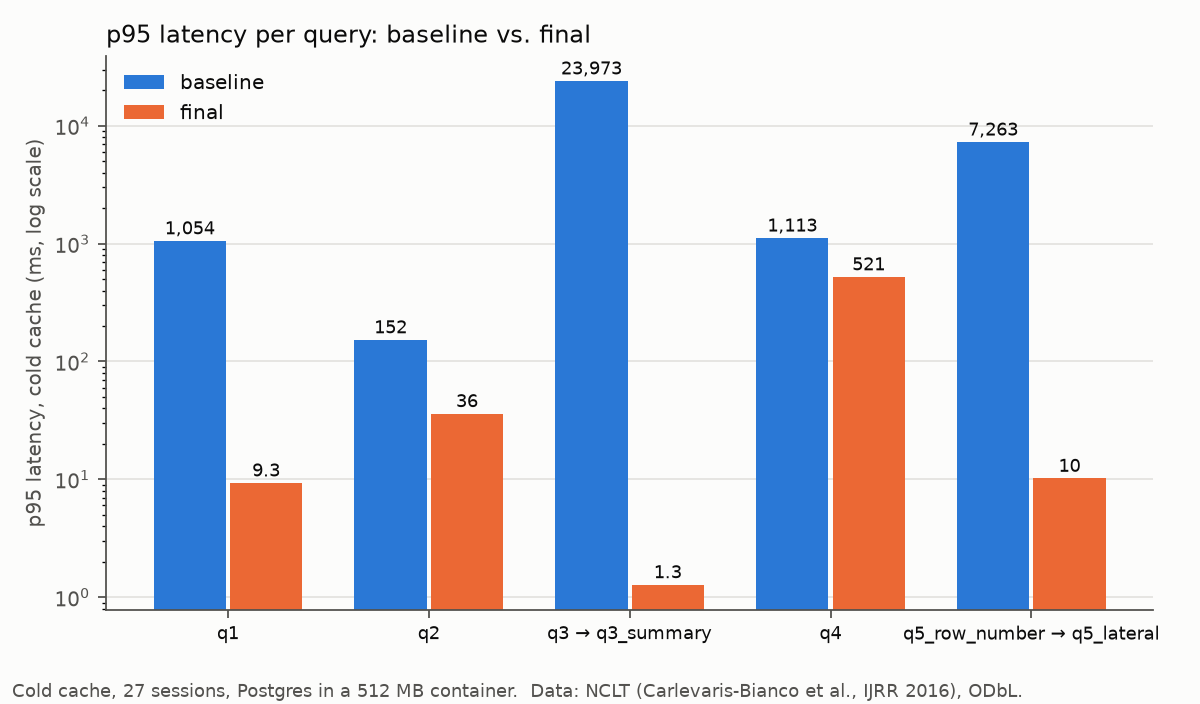 p95 latency per query: baseline vs. final
baseline
final
p95 latency, cold cache (ms, log scale)
10⁴
10³
10²
10¹
10⁰
1,054
9.3
152
36
23,973
1.3
1,113
521
7,263
10
q1
q2
q3 → q3_summary
q4
q5_row_number → q5_lateral
Cold cache, 27 sessions, Postgres in a 512 MB container.  Data: NCLT (Carlevaris-Bianco et al., IJRR 2016), ODbL.